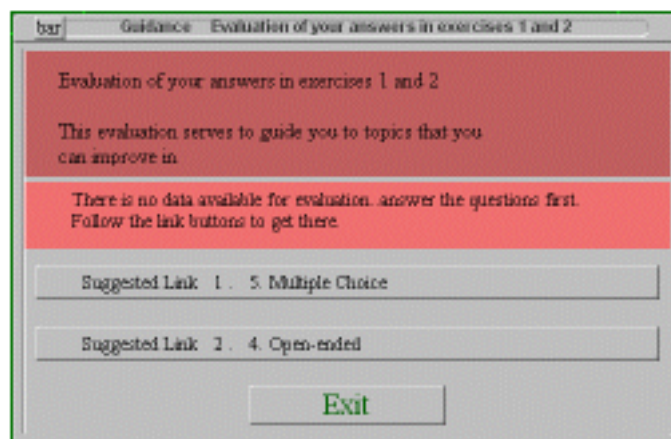 bar Guidance Evaluation of your answers in exercises 1 and 2
Evaluation of your answers in exercises 1 and 2
This evaluation serves to guide you to topics that you
can improve in
There is no data available for evaluation. answer the questions first.
Follow the link buttons to get there
Suggested Link 1 . 5. Multiple Choice
Suggested Link 2 . 4. Open-ended
Exit